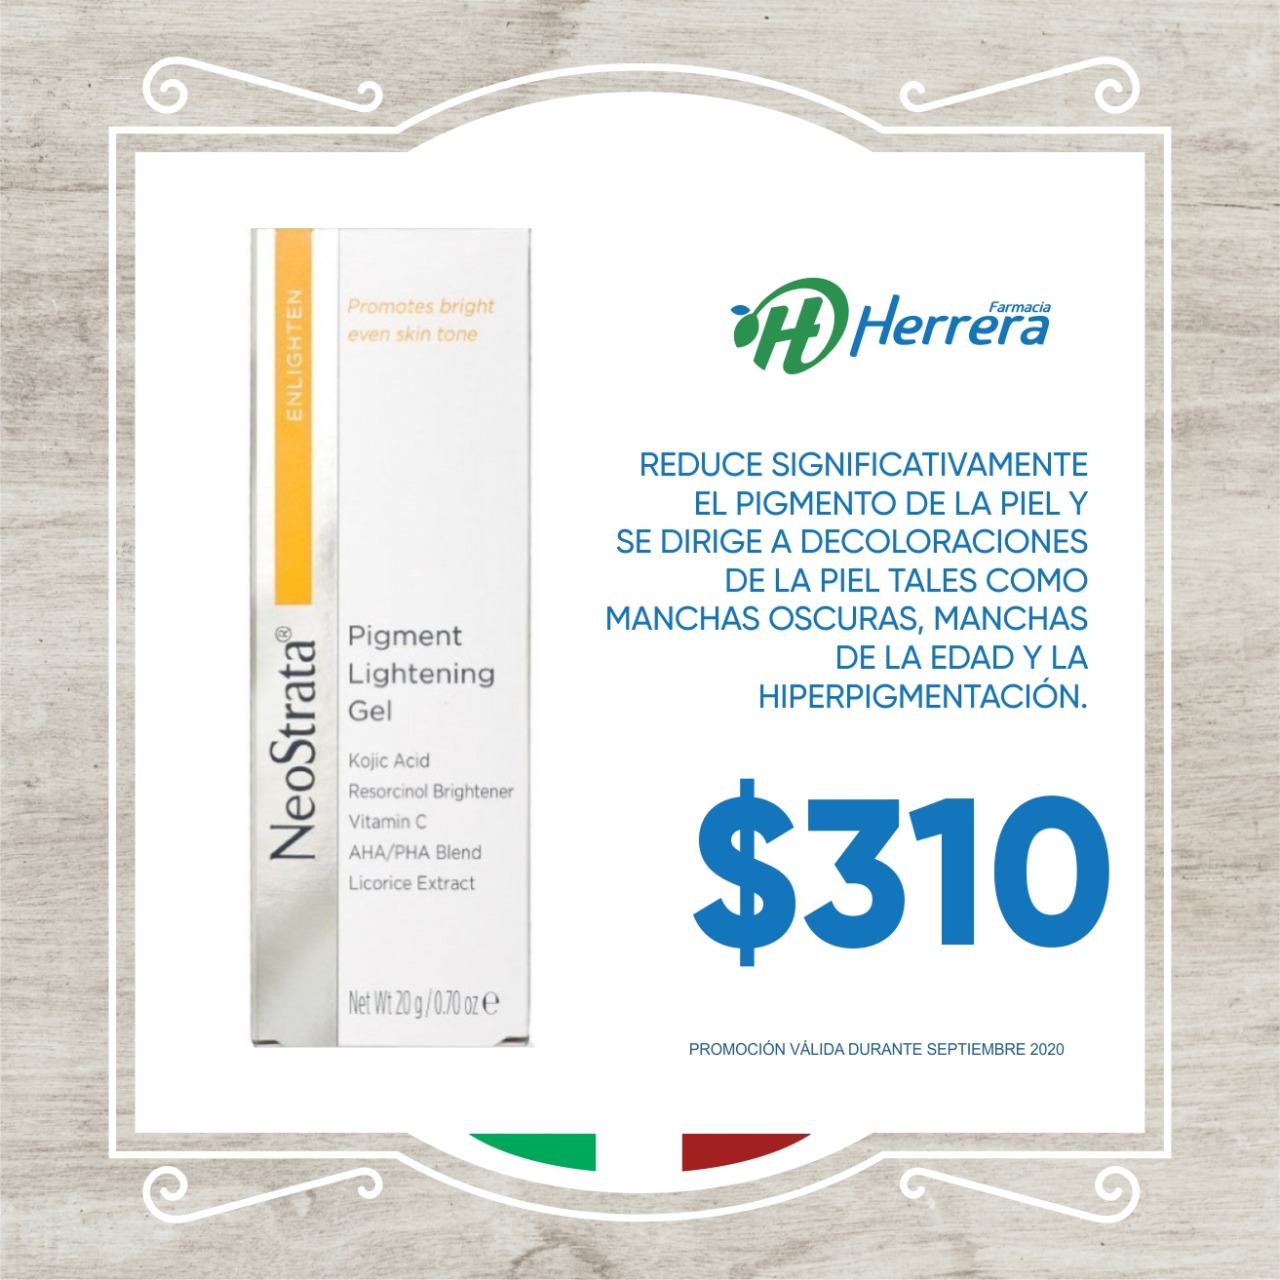 ENLIGHTEN
Promotes bright
even skin tone
NeoStrata®
Pigment
Lightening
Gel
Kojic Acid
Resorcinol Brightener
Vitamin C
AHA/PHA Blend
Licorice Extract
Net Wt 20 g / 0.70 oz ℮
H Farmacia
Herrera
REDUCE SIGNIFICATIVAMENTE
EL PIGMENTO DE LA PIEL Y
SE DIRIGE A DECOLORACIONES
DE LA PIEL TALES COMO
MANCHAS OSCURAS, MANCHAS
DE LA EDAD Y LA
HIPERPIGMENTACIÓN.
$310
PROMOCIÓN VÁLIDA DURANTE SEPTIEMBRE 2020